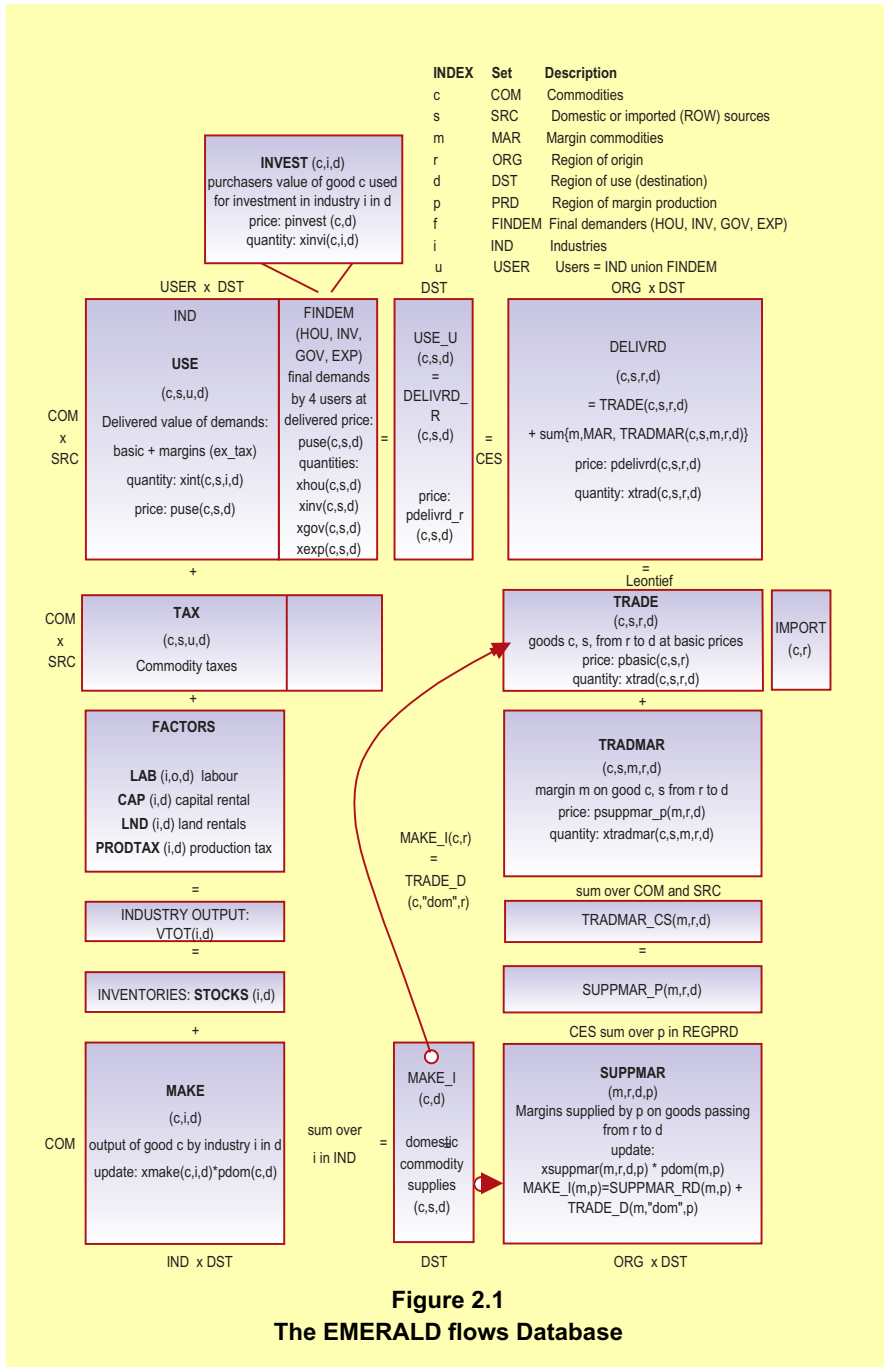 INDEX Set Description
c COM Commodities
s SRC Domestic or imported (ROW) sources
m MAR Margin commodities
r ORG Region of origin
d DST Region of use (destination)
p PRD Region of margin production
f FINDEM Final demanders (HOU, INV, GOV, EXP)
i IND Industries
u USER Users = IND union FINDEM
INVEST (c,i,d)
purchasers value of good c used
for investment in industry i in d
price: pinvest (c,d)
quantity: xinvi(c,i,d)
USER x DST
DST
ORG x DST
COM
x
SRC
IND
USE
(c,s,u,d)
Delivered value of demands:
basic + margins (ex_tax)
quantity: xint(c,s,i,d)
price: puse(c,s,d)
FINDEM
(HOU, INV,
GOV, EXP)
final demands
by 4 users at
delivered price:
puse(c,s,d)
quantities:
xhou(c,s,d)
xinv(c,s,d)
xgov(c,s,d)
xexp(c,s,d)
=
USE_U
(c,s,d)
=
DELIVRD_
R
(c,s,d)
price:
pdelivrd_r
(c,s,d)
=
CES
DELIVRD
(c,s,r,d)
= TRADE(c,s,r,d)
+ sum{m,MAR, TRADMAR(c,s,m,r,d)}
price: pdelivrd(c,s,r,d)
quantity: xtrad(c,s,r,d)
+
=
Leontief
COM
x
SRC
TAX
(c,s,u,d)
Commodity taxes
TRADE
(c,s,r,d)
goods c, s, from r to d at basic prices
price: pbasic(c,s,r)
quantity: xtrad(c,s,r,d)
IMPORT
(c,r)
+
+
FACTORS
LAB (i,o,d) labour
CAP (i,d) capital rental
LND (i,d) land rentals
PRODTAX (i,d) production tax
MAKE_I(c,r)
=
TRADE_D
(c,"dom",r)
TRADMAR
(c,s,m,r,d)
margin m on good c, s from r to d
price: psuppmar_p(m,r,d)
quantity: xtradmar(c,s,m,r,d)
=
sum over COM and SRC
INDUSTRY OUTPUT:
VTOT(i,d)
TRADMAR_CS(m,r,d)
=
=
INVENTORIES: STOCKS (i,d)
SUPPMAR_P(m,r,d)
+
CES sum over p in REGPRD
COM
MAKE
(c,i,d)
output of good c by industry i in d
update: xmake(c,i,d)*pdom(c,d)
sum over
i in IND
=
MAKE_I
(c,d)
=
domestic
commodity
supplies
(c,s,d)
SUPPMAR
(m,r,d,p)
Margins supplied by p on goods passing
from r to d
update:
xsuppmar(m,r,d,p) * pdom(m,p)
MAKE_I(m,p)=SUPPMAR_RD(m,p) +
TRADE_D(m,"dom",p)
IND x DST
DST
ORG x DST
Figure 2.1
The EMERALD flows Database